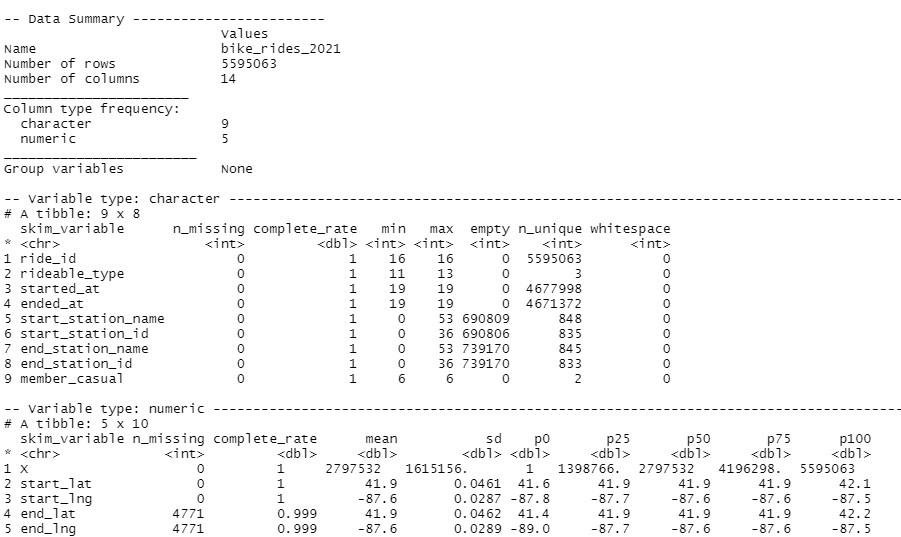 -- Data Summary ------------------------
                           Values
Name                       bike_rides_2021
Number of rows             5595063
Number of columns          14
_______________________
Column type frequency:
  character                9
  numeric                  5
________________________
Group variables            None

-- Variable type: character ------------------------------------------------------------------------------------
# A tibble: 9 x 8
  skim_variable      n_missing complete_rate   min   max  empty n_unique whitespace
* <chr>                  <int>         <dbl> <int> <int>  <int>    <int>      <int>
1 ride_id                    0             1    16    16      0  5595063          0
2 rideable_type              0             1    11    13      0        3          0
3 started_at                 0             1    19    19      0  4677998          0
4 ended_at                   0             1    19    19      0  4671372          0
5 start_station_name         0             1     0    53 690809      848          0
6 start_station_id           0             1     0    36 690806      835          0
7 end_station_name           0             1     0    53 739170      845          0
8 end_station_id             0             1     0    36 739170      833          0
9 member_casual              0             1     6     6      0        2          0

-- Variable type: numeric --------------------------------------------------------------------------------------
# A tibble: 5 x 10
  skim_variable n_missing complete_rate      mean         sd    p0      p25      p50      p75     p100
* <chr>             <int>         <dbl>     <dbl>      <dbl> <dbl>    <dbl>    <dbl>    <dbl>    <dbl>
1 X                     0         1     2797532   1615156.     1   1398766. 2797532  4196298. 5595063
2 start_lat             0         1          41.9       0.0461  41.6     41.9     41.9     41.9     42.1
3 start_lng             0         1         -87.6       0.0287 -87.8    -87.7    -87.6    -87.6    -87.5
4 end_lat            4771         0.999      41.9       0.0462  41.4     41.9     41.9     41.9     42.2
5 end_lng            4771         0.999     -87.6       0.0289 -89.0    -87.7    -87.6    -87.6    -87.5